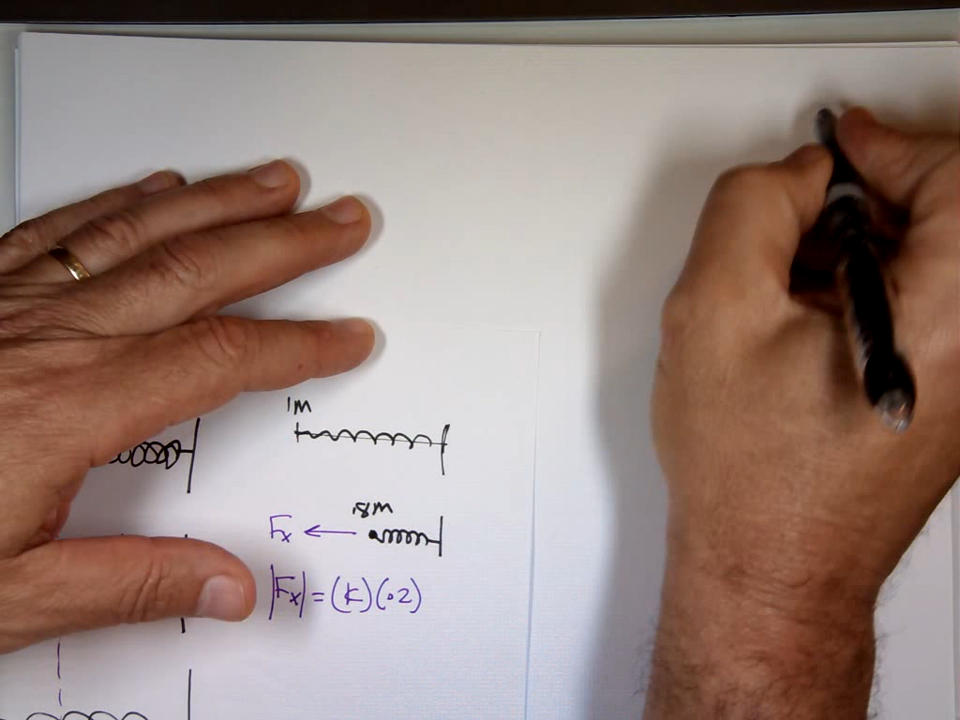 1M
.8M
Fx
|Fx| = (K)(.2)